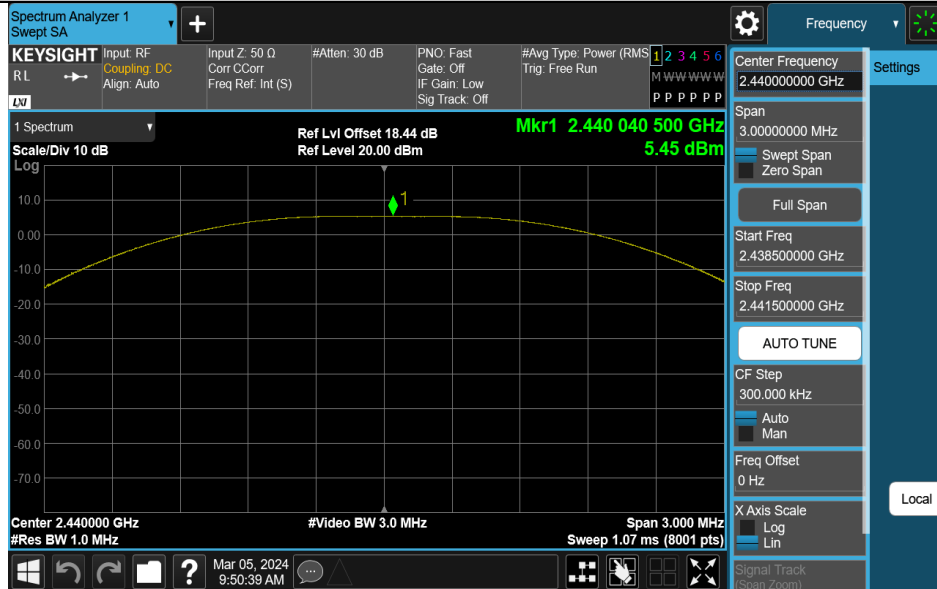 Spectrum Analyzer 1
Swept SA
+
Frequency
KEYSIGHT
RL
LXI
Input: RF
Coupling: DC
Align: Auto
Input Z: 50 Ω
Corr CCorr
Freq Ref: Int (S)
#Atten: 30 dB
PNO: Fast
Gate: Off
IF Gain: Low
Sig Track: Off
#Avg Type: Power (RMS
Trig: Free Run
1 2 3 4 5 6
M W W W W W
P P P P P P
1 Spectrum
Scale/Div 10 dB
Ref Lvl Offset 18.44 dB
Ref Level 20.00 dBm
Mkr1 2.440 040 500 GHz
5.45 dBm
Log
1
10.0
0.00
-10.0
-20.0
-30.0
-40.0
-50.0
-60.0
-70.0
Center 2.440000 GHz
#Video BW 3.0 MHz
Span 3.000 MHz
#Res BW 1.0 MHz
Sweep 1.07 ms (8001 pts)
?
Mar 05, 2024
9:50:39 AM
Center Frequency
2.440000000 GHz
Settings
Span
3.00000000 MHz
Swept Span
Zero Span
Full Span
Start Freq
2.438500000 GHz
Stop Freq
2.441500000 GHz
AUTO TUNE
CF Step
300.000 kHz
Auto
Man
Freq Offset
0 Hz
Local
X Axis Scale
Log
Lin
Signal Track
(Span Zoom)